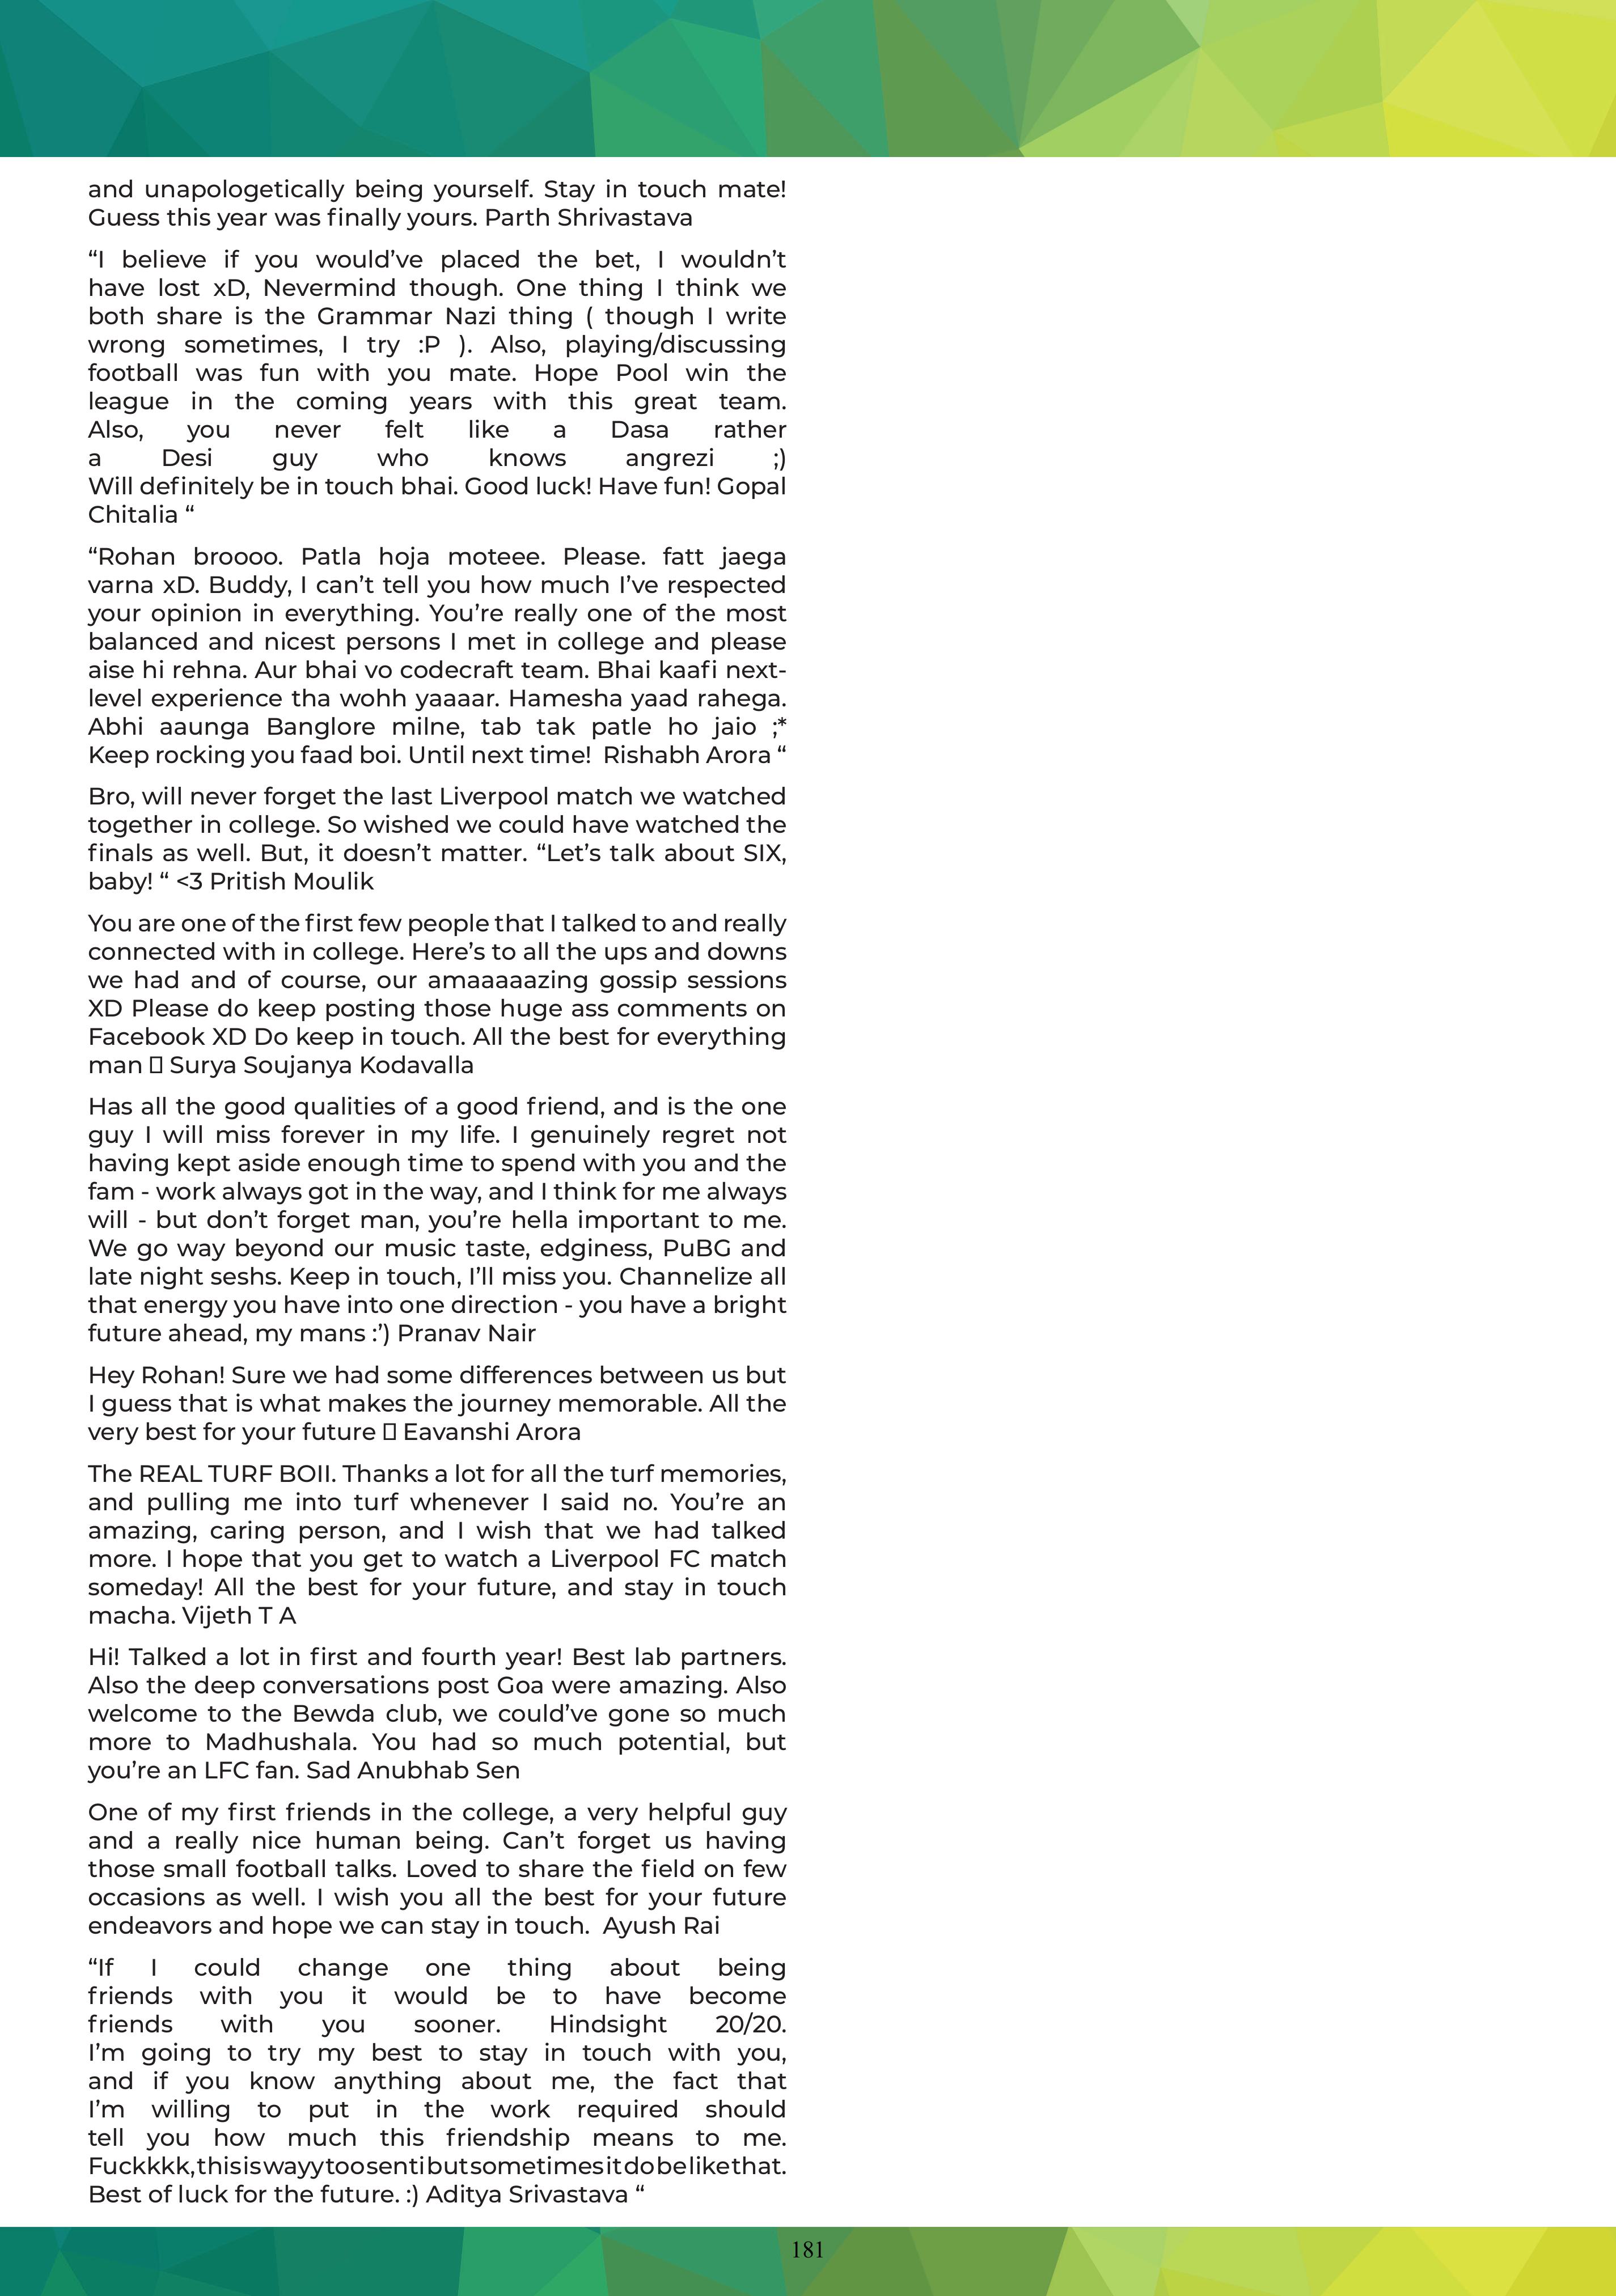 and unapologetically being yourself. Stay in touch mate!
Guess this year was finally yours. Parth Shrivastava
“I believe if you would’ve placed the bet, I wouldn’t
have lost xD, Nevermind though. One thing I think we
both share is the Grammar Nazi thing ( though I write
wrong sometimes, I try :P ). Also, playing/discussing
football was fun with you mate. Hope Pool win the
league in the coming years with this great team.
Also, you never felt like a Dasa rather
a Desi guy who knows angrezi ;)
Will definitely be in touch bhai. Good luck! Have fun! Gopal
Chitalia “
“Rohan broooo. Patla hoja moteee. Please. fatt jaega
varna xD. Buddy, I can’t tell you how much I’ve respected
your opinion in everything. You’re really one of the most
balanced and nicest persons I met in college and please
aise hi rehna. Aur bhai vo codecraft team. Bhai kaafi next-
level experience tha wohh yaaaar. Hamesha yaad rahega.
Abhi aaunga Banglore milne, tab tak patle ho jaio ;*
Keep rocking you faad boi. Until next time!  Rishabh Arora “
Bro, will never forget the last Liverpool match we watched
together in college. So wished we could have watched the
finals as well. But, it doesn’t matter. “Let’s talk about SIX,
baby! “ <3 Pritish Moulik
You are one of the first few people that I talked to and really
connected with in college. Here’s to all the ups and downs
we had and of course, our amaaaaazing gossip sessions
XD Please do keep posting those huge ass comments on
Facebook XD Do keep in touch. All the best for everything
man ▯ Surya Soujanya Kodavalla
Has all the good qualities of a good friend, and is the one
guy I will miss forever in my life. I genuinely regret not
having kept aside enough time to spend with you and the
fam - work always got in the way, and I think for me always
will - but don’t forget man, you’re hella important to me.
We go way beyond our music taste, edginess, PuBG and
late night seshs. Keep in touch, I’ll miss you. Channelize all
that energy you have into one direction - you have a bright
future ahead, my mans :’) Pranav Nair
Hey Rohan! Sure we had some differences between us but
I guess that is what makes the journey memorable. All the
very best for your future ▯ Eavanshi Arora
The REAL TURF BOII. Thanks a lot for all the turf memories,
and pulling me into turf whenever I said no. You’re an
amazing, caring person, and I wish that we had talked
more. I hope that you get to watch a Liverpool FC match
someday! All the best for your future, and stay in touch
macha. Vijeth T A
Hi! Talked a lot in first and fourth year! Best lab partners.
Also the deep conversations post Goa were amazing. Also
welcome to the Bewda club, we could’ve gone so much
more to Madhushala. You had so much potential, but
you’re an LFC fan. Sad Anubhab Sen
One of my first friends in the college, a very helpful guy
and a really nice human being. Can’t forget us having
those small football talks. Loved to share the field on few
occasions as well. I wish you all the best for your future
endeavors and hope we can stay in touch.  Ayush Rai
“If I could change one thing about being
friends with you it would be to have become
friends with you sooner. Hindsight 20/20.
I’m going to try my best to stay in touch with you,
and if you know anything about me, the fact that
I’m willing to put in the work required should
tell you how much this friendship means to me.
Fuckkkk, this is wayy too senti but sometimes it do be like that.
Best of luck for the future. :) Aditya Srivastava “
181